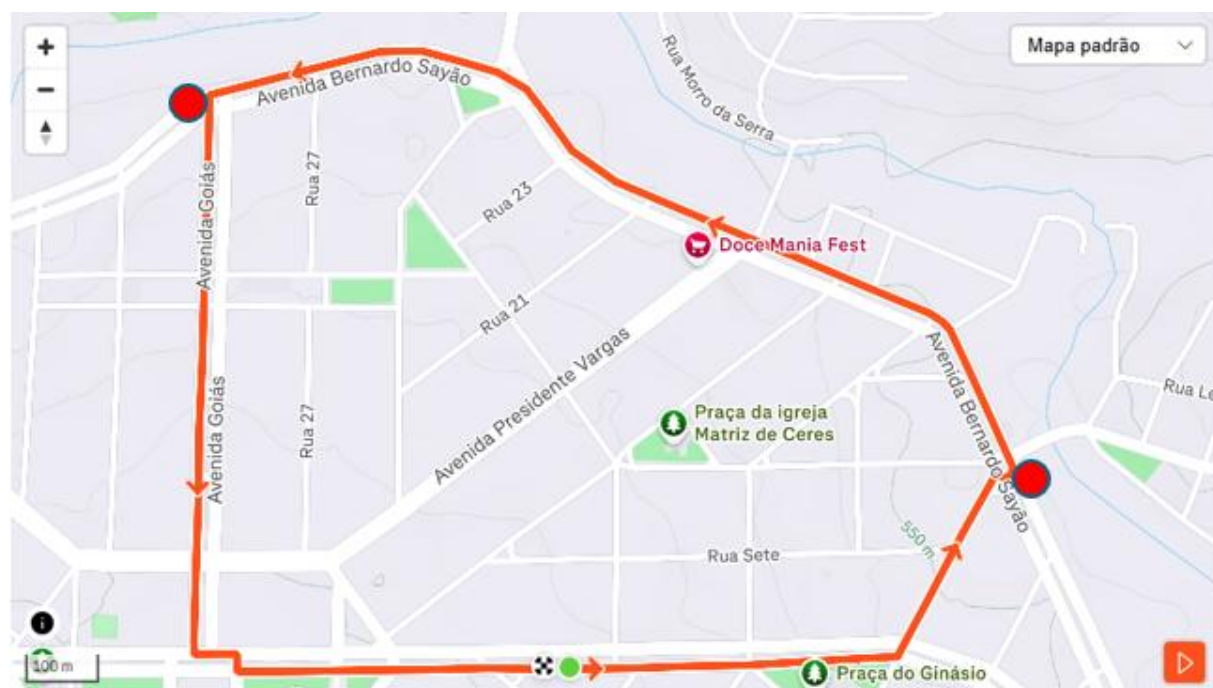 +
−
Mapa padrão
Rua Morro da Serra
Avenida Bernardo Sayão
Avenida Goiás
Rua 27
Rua 23
Doce Mania Fest
Rua 21
Avenida Presidente Vargas
Avenida Bernardo Sayão
Rua Le
Avenida Goiás
Rua 27
Praça da igreja
Matriz de Ceres
550 m
Rua Sete
i
100 m
Praça do Ginásio